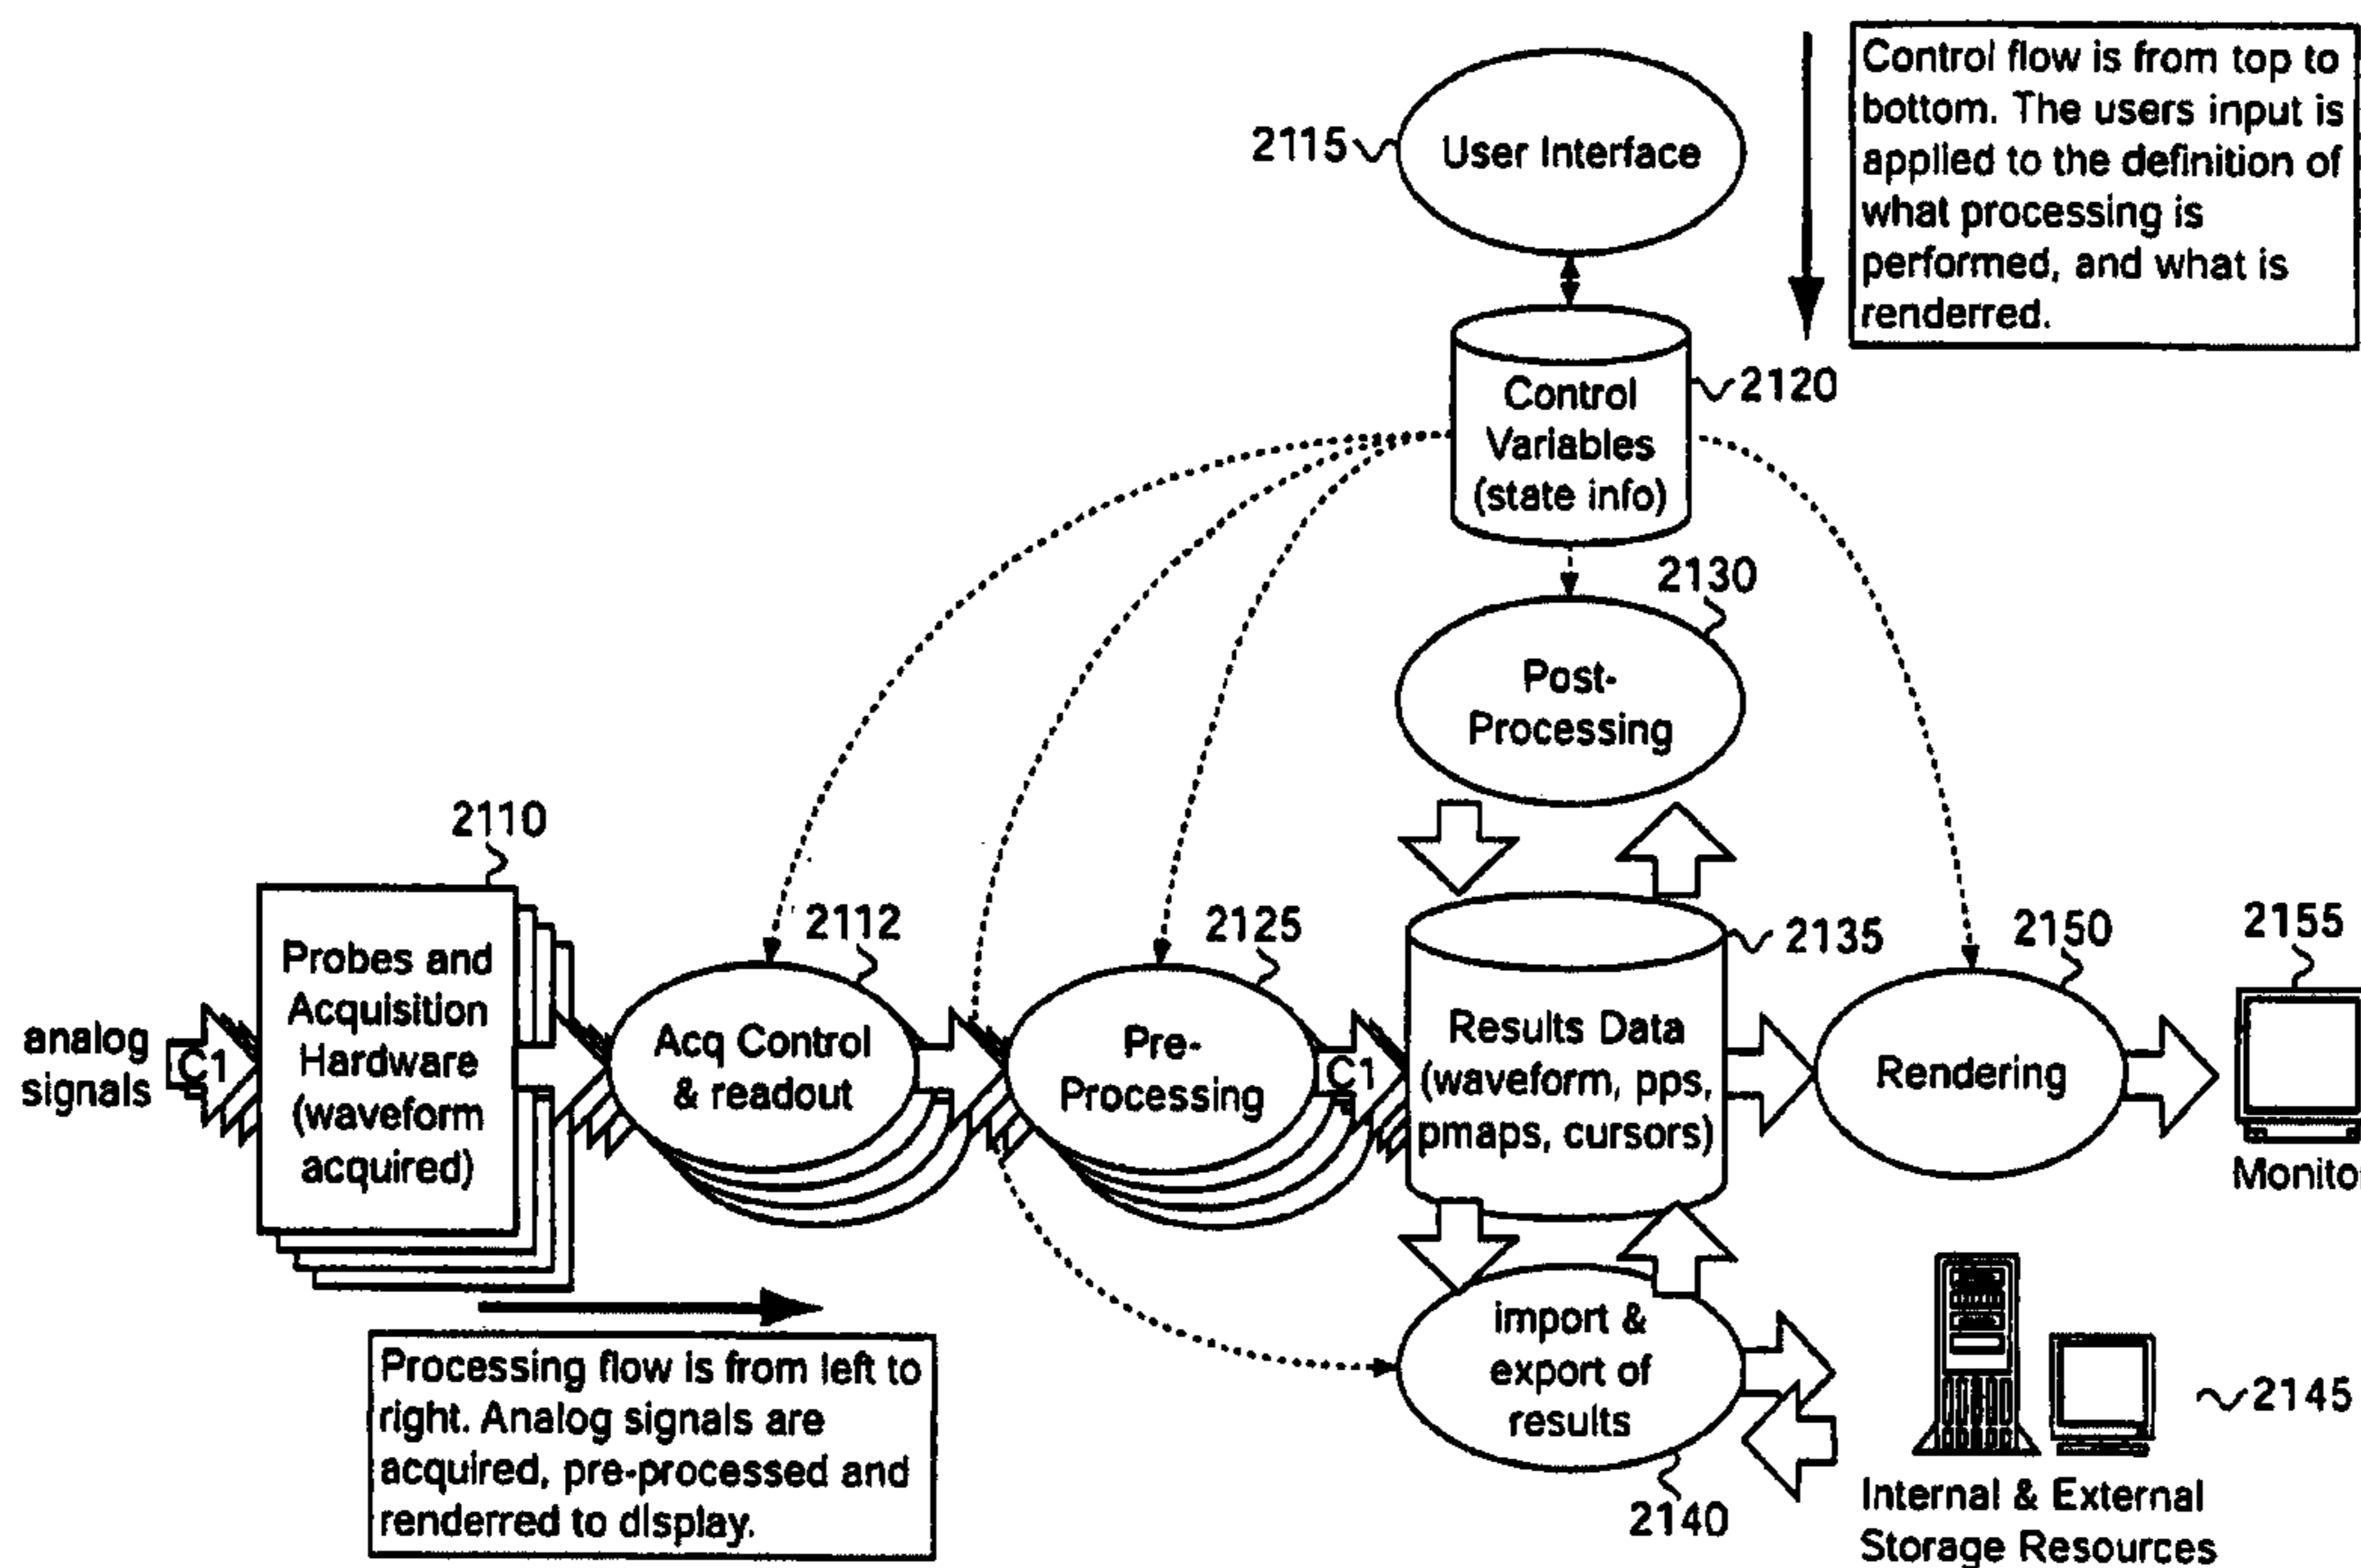 Control flow is from top to
bottom. The users input is
applied to the definition of
what processing is
performed, and what is
renderred.
2115
User Interface
2120
Control
Variables
(state info)
2130
Post-
Processing
2110
Probes and
Acquisition
Hardware
(waveform
acquired)
analog
signals
C1
2112
Acq Control
& readout
2125
Pre-
Processing
C1
2135
Results Data
(waveform, pps,
pmaps, cursors)
2150
Rendering
2155
Monitor
Processing flow is from left to
right. Analog signals are
acquired, pre-processed and
renderred to display.
import &
export of
results
2140
2145
Internal & External
Storage Resources